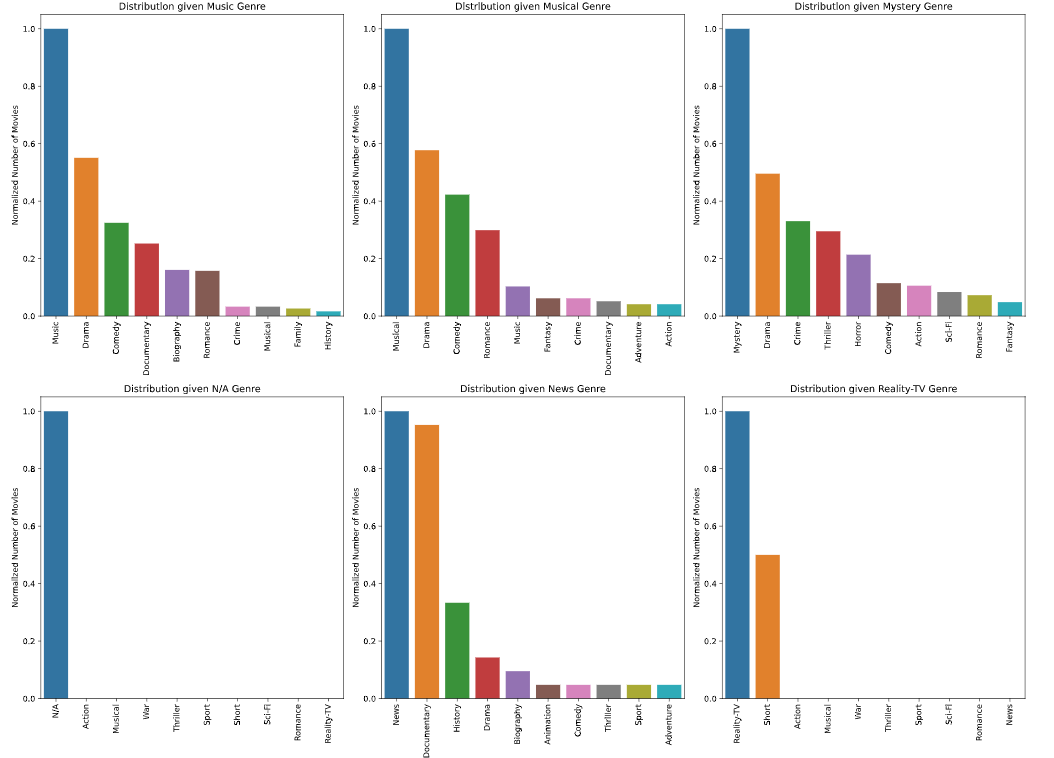 Distribution given Music Genre
Normalized Number of Movies
1.0
0.8
0.6
0.4
0.2
0.0
Music
Drama
Comedy
Documentary
Biography
Romance
Crime
Musical
Family
History
Distribution given Musical Genre
Normalized Number of Movies
1.0
0.8
0.6
0.4
0.2
0.0
Musical
Drama
Comedy
Romance
Music
Fantasy
Crime
Documentary
Adventure
Action
Distribution given Mystery Genre
Normalized Number of Movies
1.0
0.8
0.6
0.4
0.2
0.0
Mystery
Drama
Crime
Thriller
Horror
Comedy
Action
Sci-Fi
Romance
Fantasy
Distribution given N/A Genre
Normalized Number of Movies
1.0
0.8
0.6
0.4
0.2
0.0
N/A
Action
Musical
War
Thriller
Sport
Short
Sci-Fi
Romance
Reality-TV
Distribution given News Genre
Normalized Number of Movies
1.0
0.8
0.6
0.4
0.2
0.0
News
Documentary
History
Drama
Biography
Animation
Comedy
Thriller
Sport
Adventure
Distribution given Reality-TV Genre
Normalized Number of Movies
1.0
0.8
0.6
0.4
0.2
0.0
Reality-TV
Short
Action
Musical
War
Thriller
Sport
Sci-Fi
Romance
News